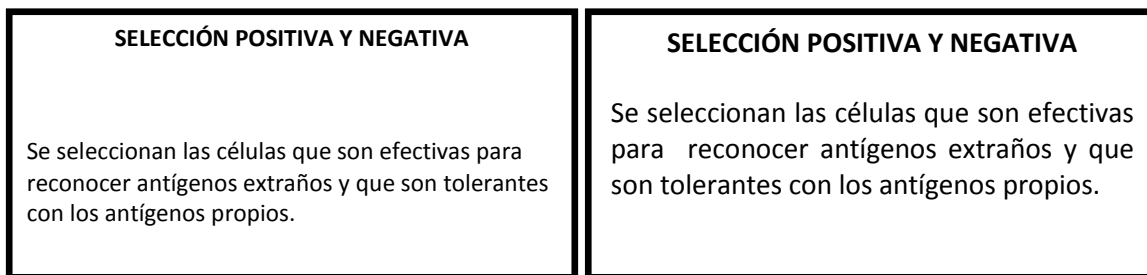 SELECCIÓN POSITIVA Y NEGATIVA
Se seleccionan las células que son efectivas para
reconocer antígenos extraños y que son tolerantes
con los antígenos propios.
SELECCIÓN POSITIVA Y NEGATIVA
Se seleccionan las células que son efectivas
para reconocer antígenos extraños y que
son tolerantes con los antígenos propios.